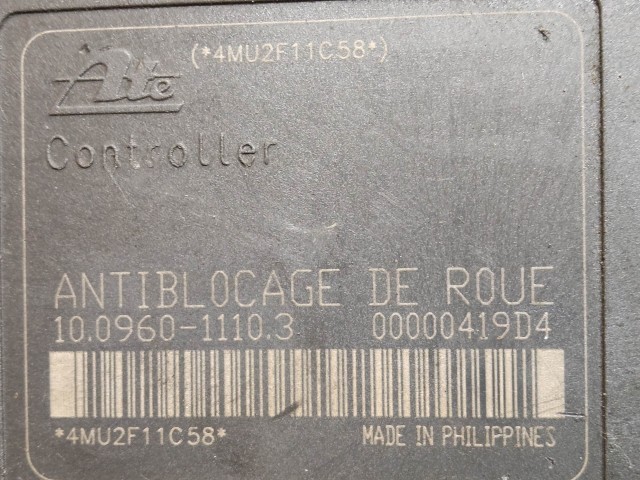 (*4MU2F11C58*)
Ate
Controller
ANTIBLOCAGE DE ROUE
10.0960-1110.3 00000419D4
*4MU2F11C58* MADE IN PHILIPPINES